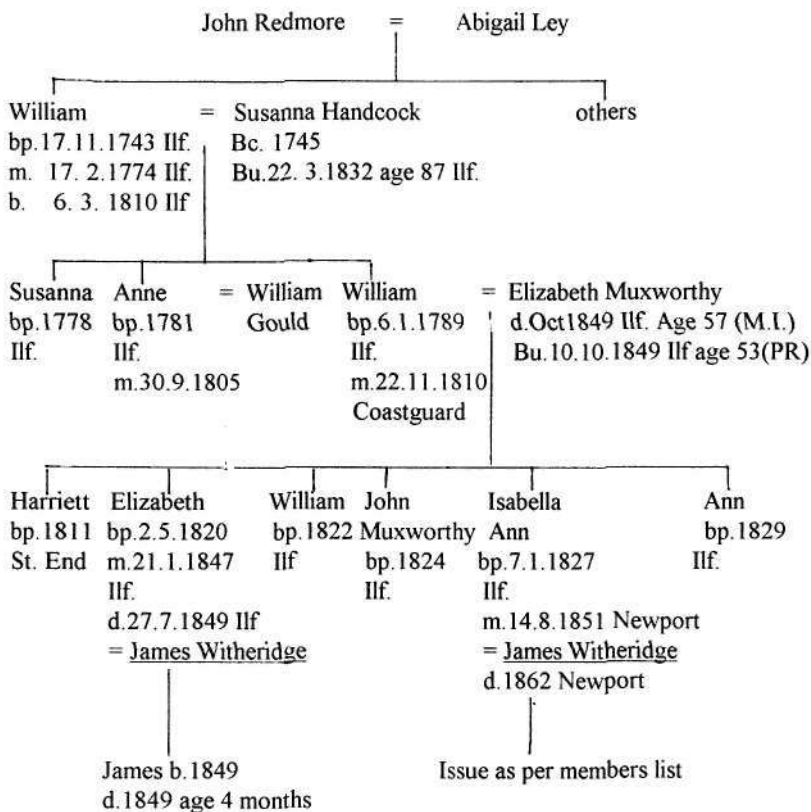 John Redmore = Abigail Ley
William = Susanna Handcock others
bp.17.11.1743 Ilf. Bc. 1745
m. 17. 2.1774 Ilf. Bu.22. 3.1832 age 87 Ilf.
b. 6. 3. 1810 Ilf
Susanna Anne = William William = Elizabeth Muxworthy
bp.1778 bp.1781 Gould bp.6.1.1789 d.Oct1849 Ilf. Age 57 (M.I.)
Ilf. Ilf. Ilf. Bu.10.10.1849 Ilf age 53(PR)
m.30.9.1805 m.22.11.1810
Coastguard
Harriett Elizabeth William John Isabella Ann
bp.1811 bp.2.5.1820 bp.1822 Muxworthy Ann bp.1829
St. End m.21.1.1847 Ilf bp.1824 bp.7.1.1827 Ilf.
Ilf. Ilf. Ilf.
d.27.7.1849 Ilf m.14.8.1851 Newport
= James Witheridge = James Witheridge
d.1862 Newport
James b.1849 Issue as per members list
d.1849 age 4 months